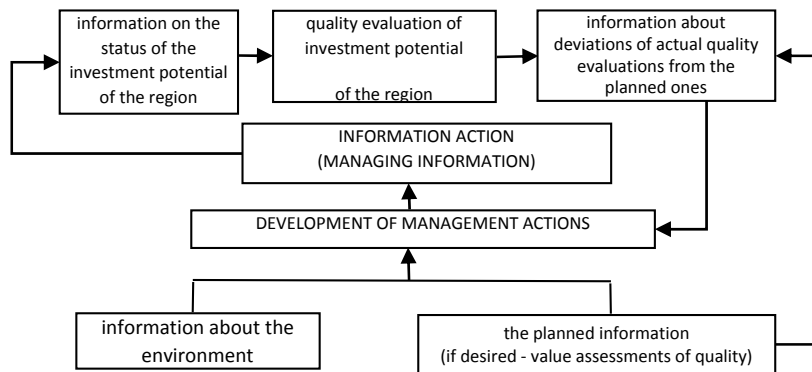 information on the
status of the
investment potential
of the region
quality evaluation of
investment potential
of the region
information about
deviations of actual quality
evaluations from the
planned ones
INFORMATION ACTION
(MANAGING INFORMATION)
DEVELOPMENT OF MANAGEMENT ACTIONS
information about the
environment
the planned information
(if desired - value assessments of quality)